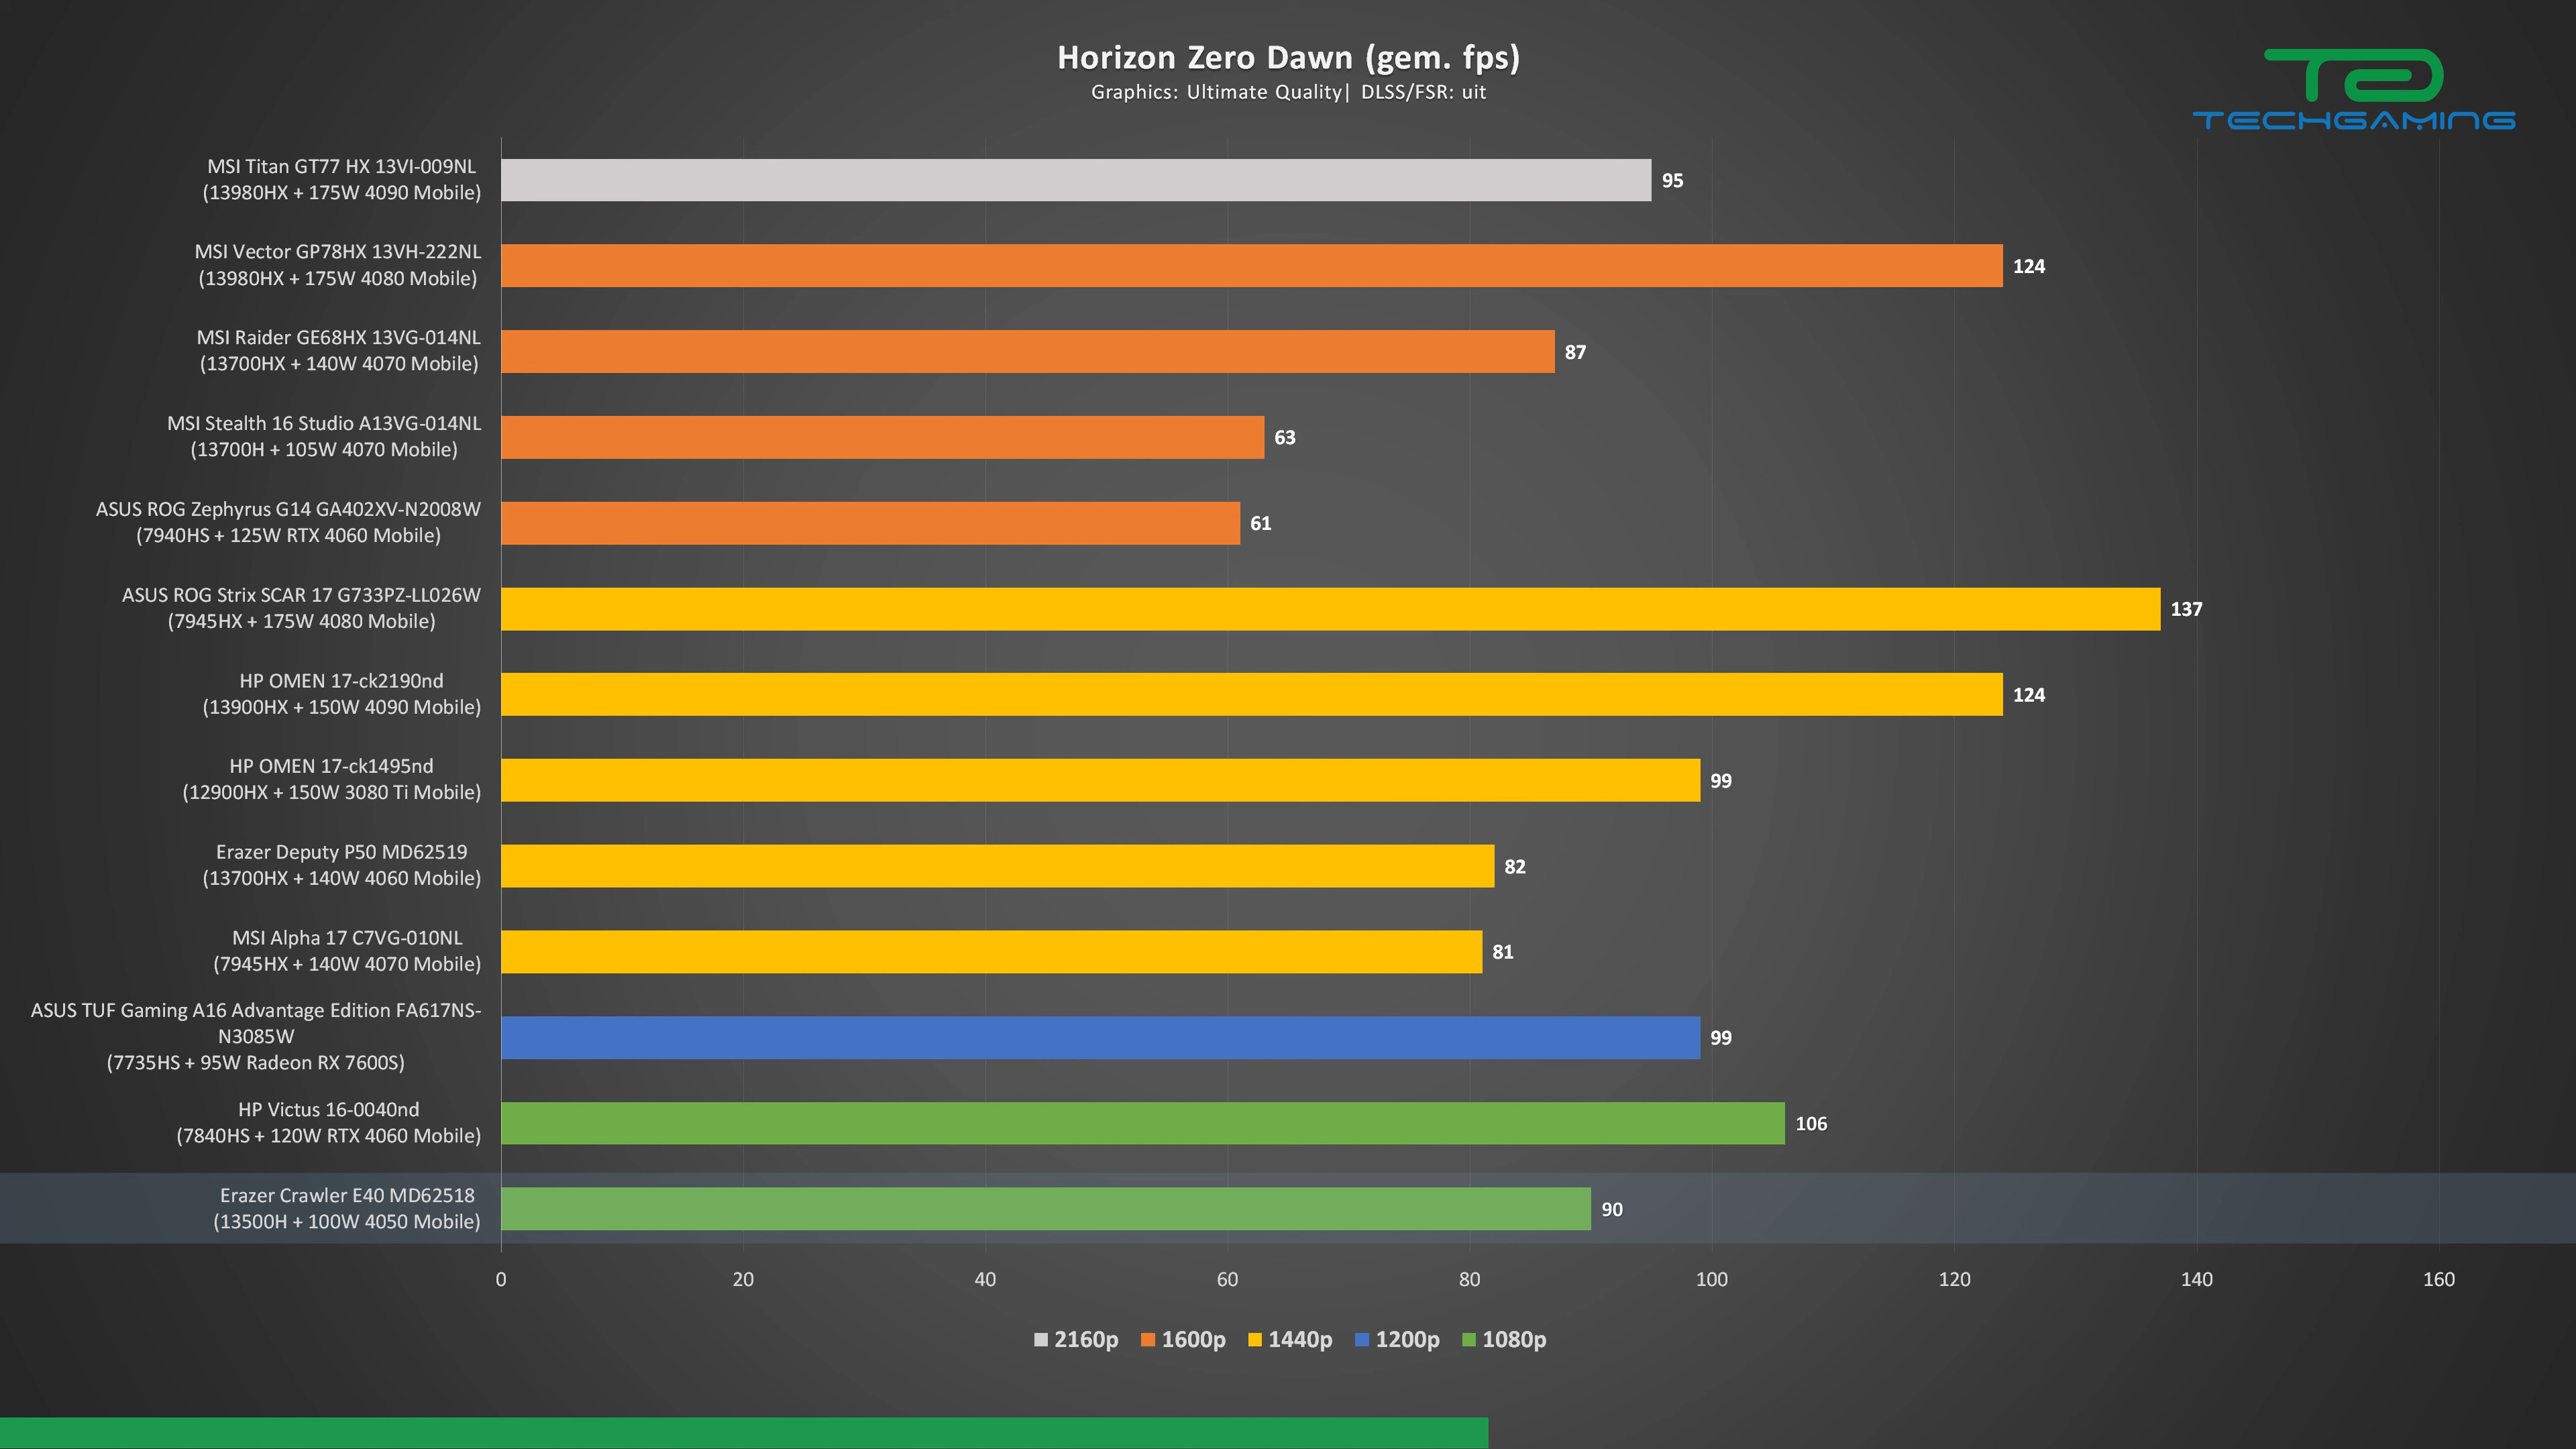 Horizon Zero Dawn (gem. fps)
Graphics: Ultimate Quality| DLSS/FSR: uit
TECHGAMING
MSI Titan GT77 HX 13VI-009NL
(13980HX + 175W 4090 Mobile)
95
MSI Vector GP78HX 13VH-222NL
(13980HX + 175W 4080 Mobile)
124
MSI Raider GE68HX 13VG-014NL
(13700HX + 140W 4070 Mobile)
87
MSI Stealth 16 Studio A13VG-014NL
(13700H + 105W 4070 Mobile)
63
ASUS ROG Zephyrus G14 GA402XV-N2008W
(7940HS + 125W RTX 4060 Mobile)
61
ASUS ROG Strix SCAR 17 G733PZ-LL026W
(7945HX + 175W 4080 Mobile)
137
HP OMEN 17-ck2190nd
(13900HX + 150W 4090 Mobile)
124
HP OMEN 17-ck1495nd
(12900HX + 150W 3080 Ti Mobile)
99
Erazer Deputy P50 MD62519
(13700HX + 140W 4060 Mobile)
82
MSI Alpha 17 C7VG-010NL
(7945HX + 140W 4070 Mobile)
81
ASUS TUF Gaming A16 Advantage Edition FA617NS-
N3085W
(7735HS + 95W Radeon RX 7600S)
99
HP Victus 16-0040nd
(7840HS + 120W RTX 4060 Mobile)
106
Erazer Crawler E40 MD62518
(13500H + 100W 4050 Mobile)
90
0 20 40 60 80 100 120 140 160
2160p 1600p 1440p 1200p 1080p